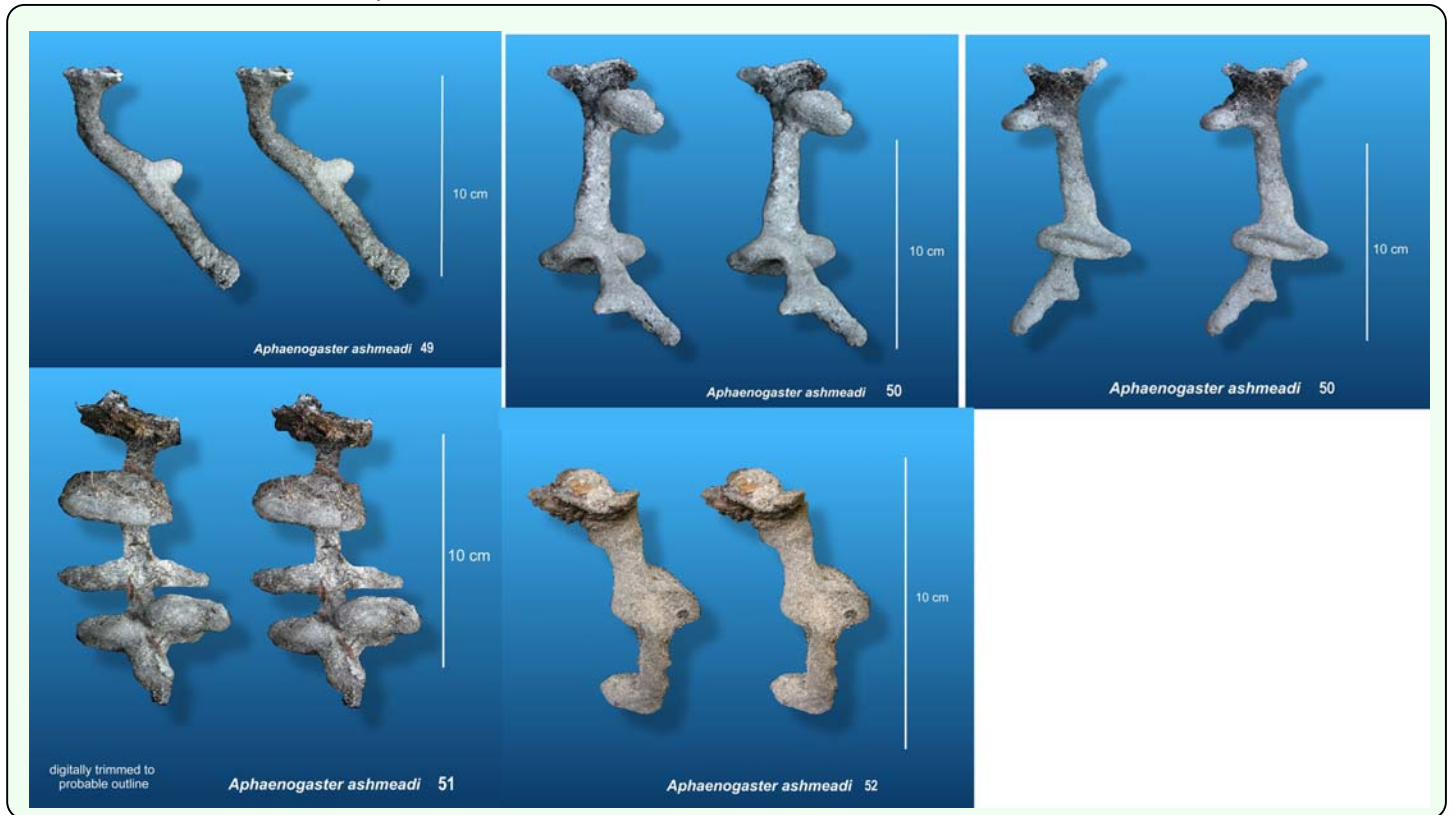 10 cm
Aphaenogaster ashmeadi 49
10 cm
Aphaenogaster ashmeadi 50
10 cm
Aphaenogaster ashmeadi 50
10 cm
digitally trimmed to
probable outline
Aphaenogaster ashmeadi 51
10 cm
Aphaenogaster ashmeadi 52